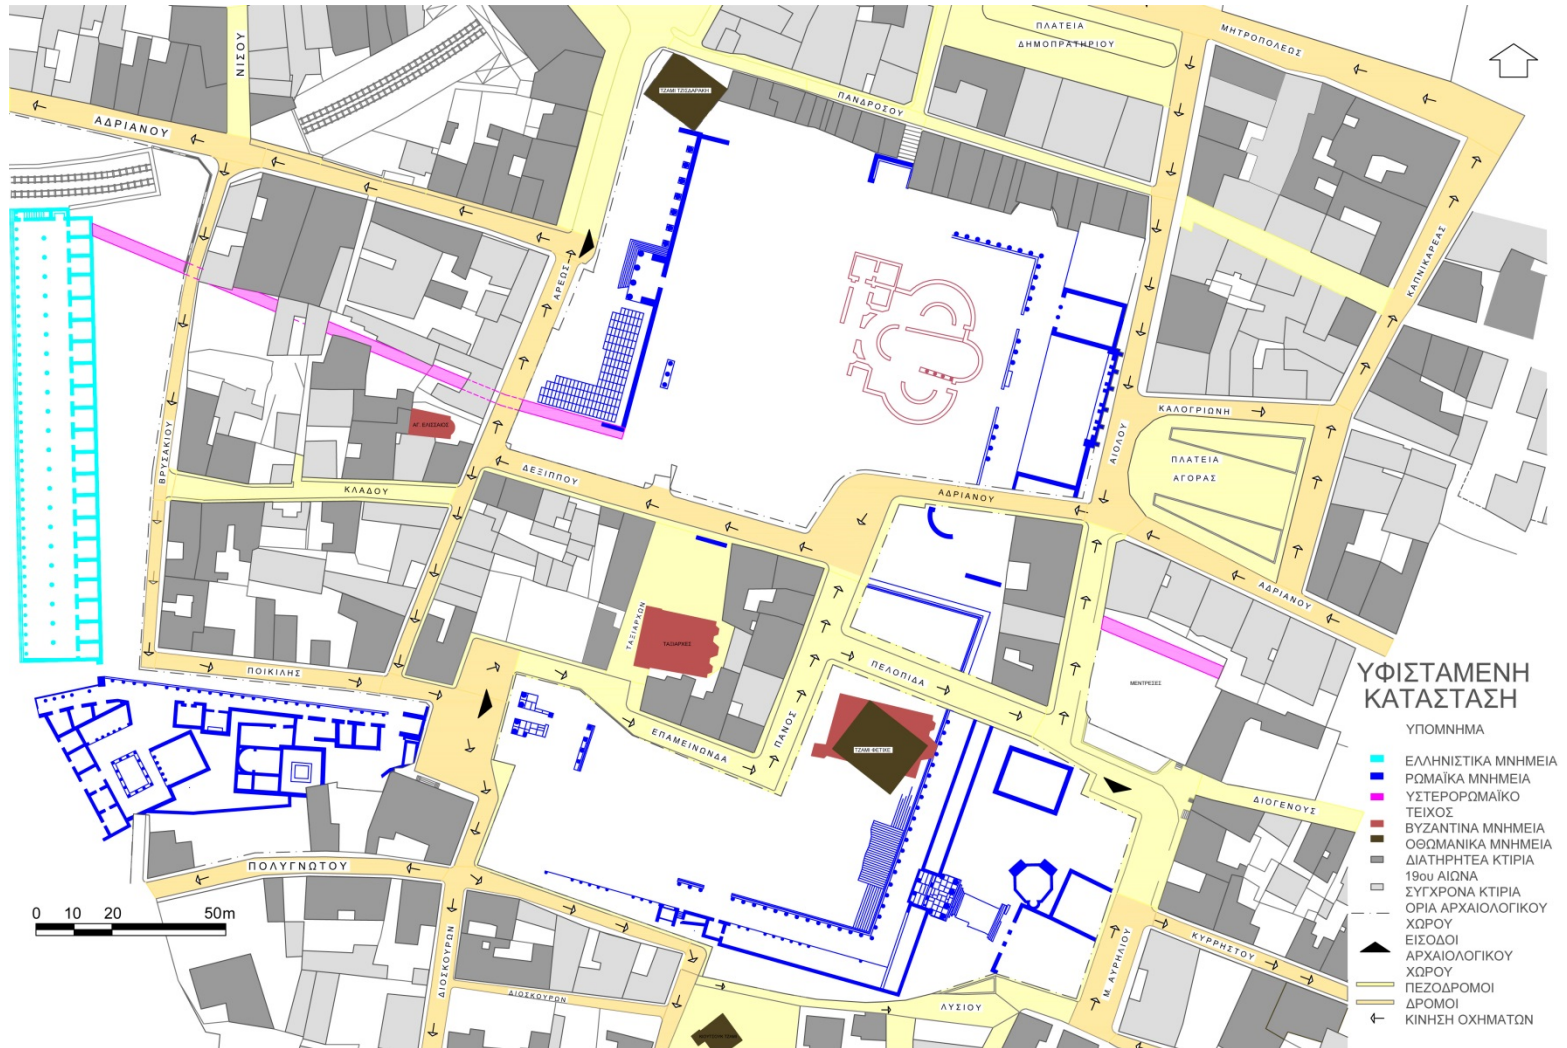 ΠΛΑΤΕΙΑ
ΔΗΜΟΠΡΑΤΗΡΙΟΥ
ΜΗΤΡΟΠΟΛΕΩΣ
ΝΙΣΟΥ
ΤΖΑΜΙ ΤΖΙΣΔΑΡΑΚΗ
ΠΑΝΔΡΟΣΟΥ
ΑΔΡΙΑΝΟΥ
ΚΑΠΝΙΚΑΡΕΑΣ
ΑΡΕΩΣ
ΑΓ. ΕΛΙΣΣΑΙΟΣ
ΒΡΥΣΑΚΙΟΥ
ΚΛΑΔΟΥ
ΔΕΞΙΠΠΟΥ
ΑΔΡΙΑΝΟΥ
ΑΙΟΛΟΥ
ΚΑΛΟΓΡΙΩΝΗ
ΠΛΑΤΕΙΑ
ΑΓΟΡΑΣ
ΑΔΡΙΑΝΟΥ
ΤΑΞΙΑΡΧΩΝ
ΠΟΙΚΙΛΗΣ
ΠΕΛΟΠΙΔΑ
ΜΕΝΤΡΕΣΕΣ
ΕΠΑΜΕΙΝΩΝΔΑ
ΠΑΝΟΣ
ΤΖΑΜΙ ΦΕΤΙΧΕ
ΔΙΟΓΕΝΟΥΣ
ΠΟΛΥΓΝΩΤΟΥ
ΔΙΟΣΚΟΥΡΩΝ
ΔΙΟΣΚΟΥΡΩΝ
ΛΥΣΙΟΥ
Μ. ΑΥΡΗΛΙΟΥ
ΚΥΡΡΗΣΤΟΥ
0 10 20 50m
ΥΦΙΣΤΑΜΕΝΗ
ΚΑΤΑΣΤΑΣΗ
ΥΠΟΜΝΗΜΑ
ΕΛΛΗΝΙΣΤΙΚΑ ΜΝΗΜΕΙΑ
ΡΩΜΑΪΚΑ ΜΝΗΜΕΙΑ
ΥΣΤΕΡΟΡΩΜΑΪΚΟ
ΤΕΙΧΟΣ
ΒΥΖΑΝΤΙΝΑ ΜΝΗΜΕΙΑ
ΟΘΩΜΑΝΙΚΑ ΜΝΗΜΕΙΑ
ΔΙΑΤΗΡΗΤΕΑ ΚΤΙΡΙΑ
19ου ΑΙΩΝΑ
ΣΥΓΧΡΟΝΑ ΚΤΙΡΙΑ
ΟΡΙΑ ΑΡΧΑΙΟΛΟΓΙΚΟΥ
ΧΩΡΟΥ
ΕΙΣΟΔΟΙ
ΑΡΧΑΙΟΛΟΓΙΚΟΥ
ΧΩΡΟΥ
ΠΕΖΟΔΡΟΜΟΙ
ΔΡΟΜΟΙ
ΚΙΝΗΣΗ ΟΧΗΜΑΤΩΝ